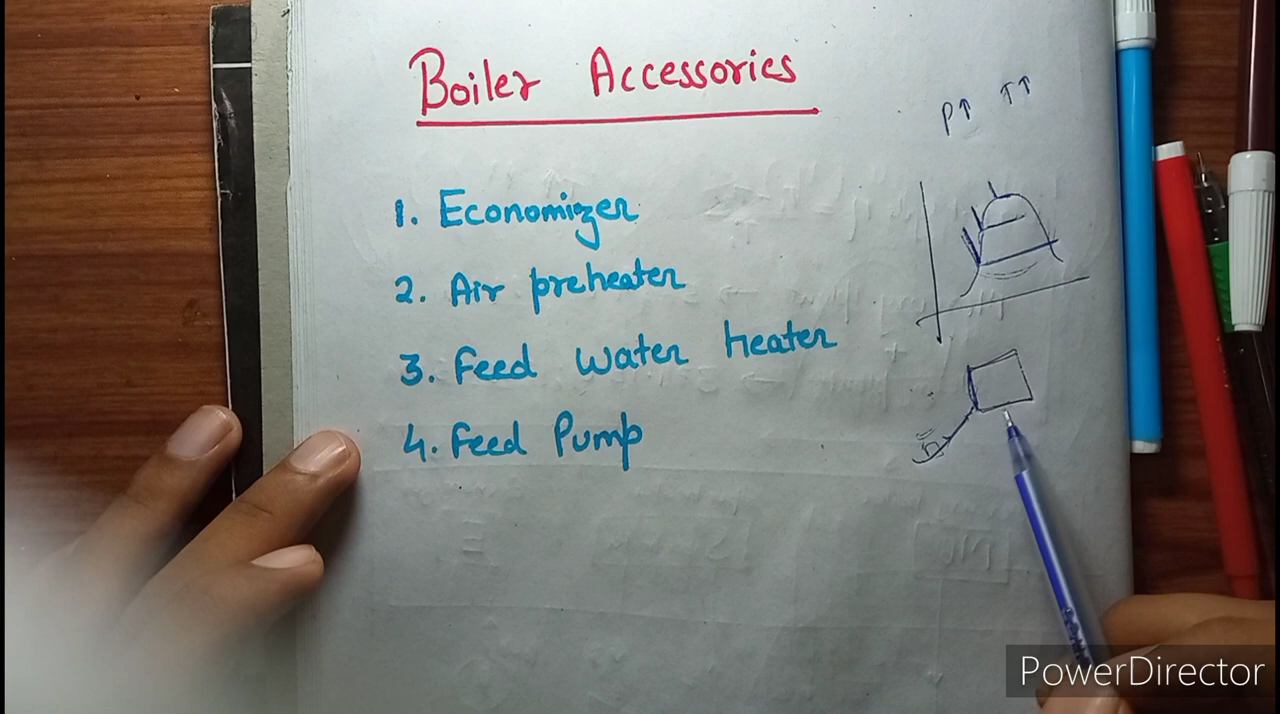 Boiler Accessories
P↑ T↑
1. Economizer
2. Air preheater
3. Feed water heater
4. Feed Pump
PowerDirector